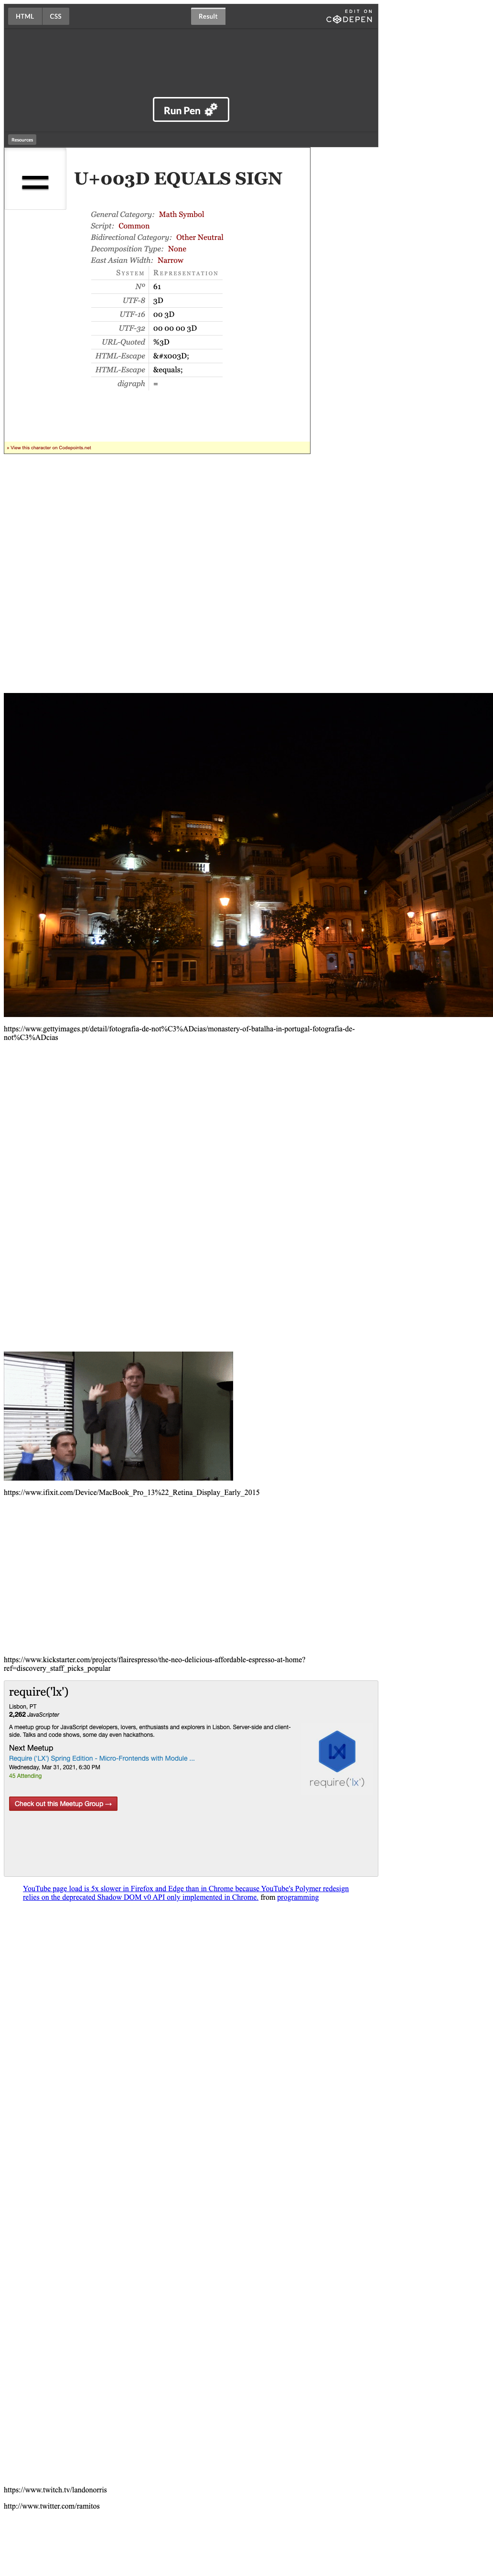 HTML CSS Result EDIT ON
CODEPEN
Run Pen
Resources
= U+003D EQUALS SIGN
General Category: Math Symbol
Script: Common
Bidirectional Category: Other Neutral
Decomposition Type: None
East Asian Width: Narrow
System Representation
Nº 61
UTF-8 3D
UTF-16 00 3D
UTF-32 00 00 00 3D
URL-Quoted %3D
HTML-Escape &#x003D;
HTML-Escape &equals;
digraph =
» View this character on Codepoints.net
https://www.gettyimages.pt/detail/fotografia-de-not%C3%ADcias/monastery-of-batalha-in-portugal-fotografia-de-
not%C3%ADcias
https://www.ifixit.com/Device/MacBook_Pro_13%22_Retina_Display_Early_2015
https://www.kickstarter.com/projects/flairespresso/the-neo-delicious-affordable-espresso-at-home?
ref=discovery_staff_picks_popular
require('lx')
Lisbon, PT
2,262 JavaScripter
A meetup group for JavaScript developers, lovers, enthusiasts and explorers in Lisbon. Server-side and client-
side. Talks and code shows, some day even hackathons.
Next Meetup
Require ('LX') Spring Edition - Micro-Frontends with Module ...
Wednesday, Mar 31, 2021, 6:30 PM
45 Attending
Check out this Meetup Group →
LX
require('lx')
YouTube page load is 5x slower in Firefox and Edge than in Chrome because YouTube's Polymer redesign
relies on the deprecated Shadow DOM v0 API only implemented in Chrome. from programming
https://www.twitch.tv/landonorris
http://www.twitter.com/ramitos